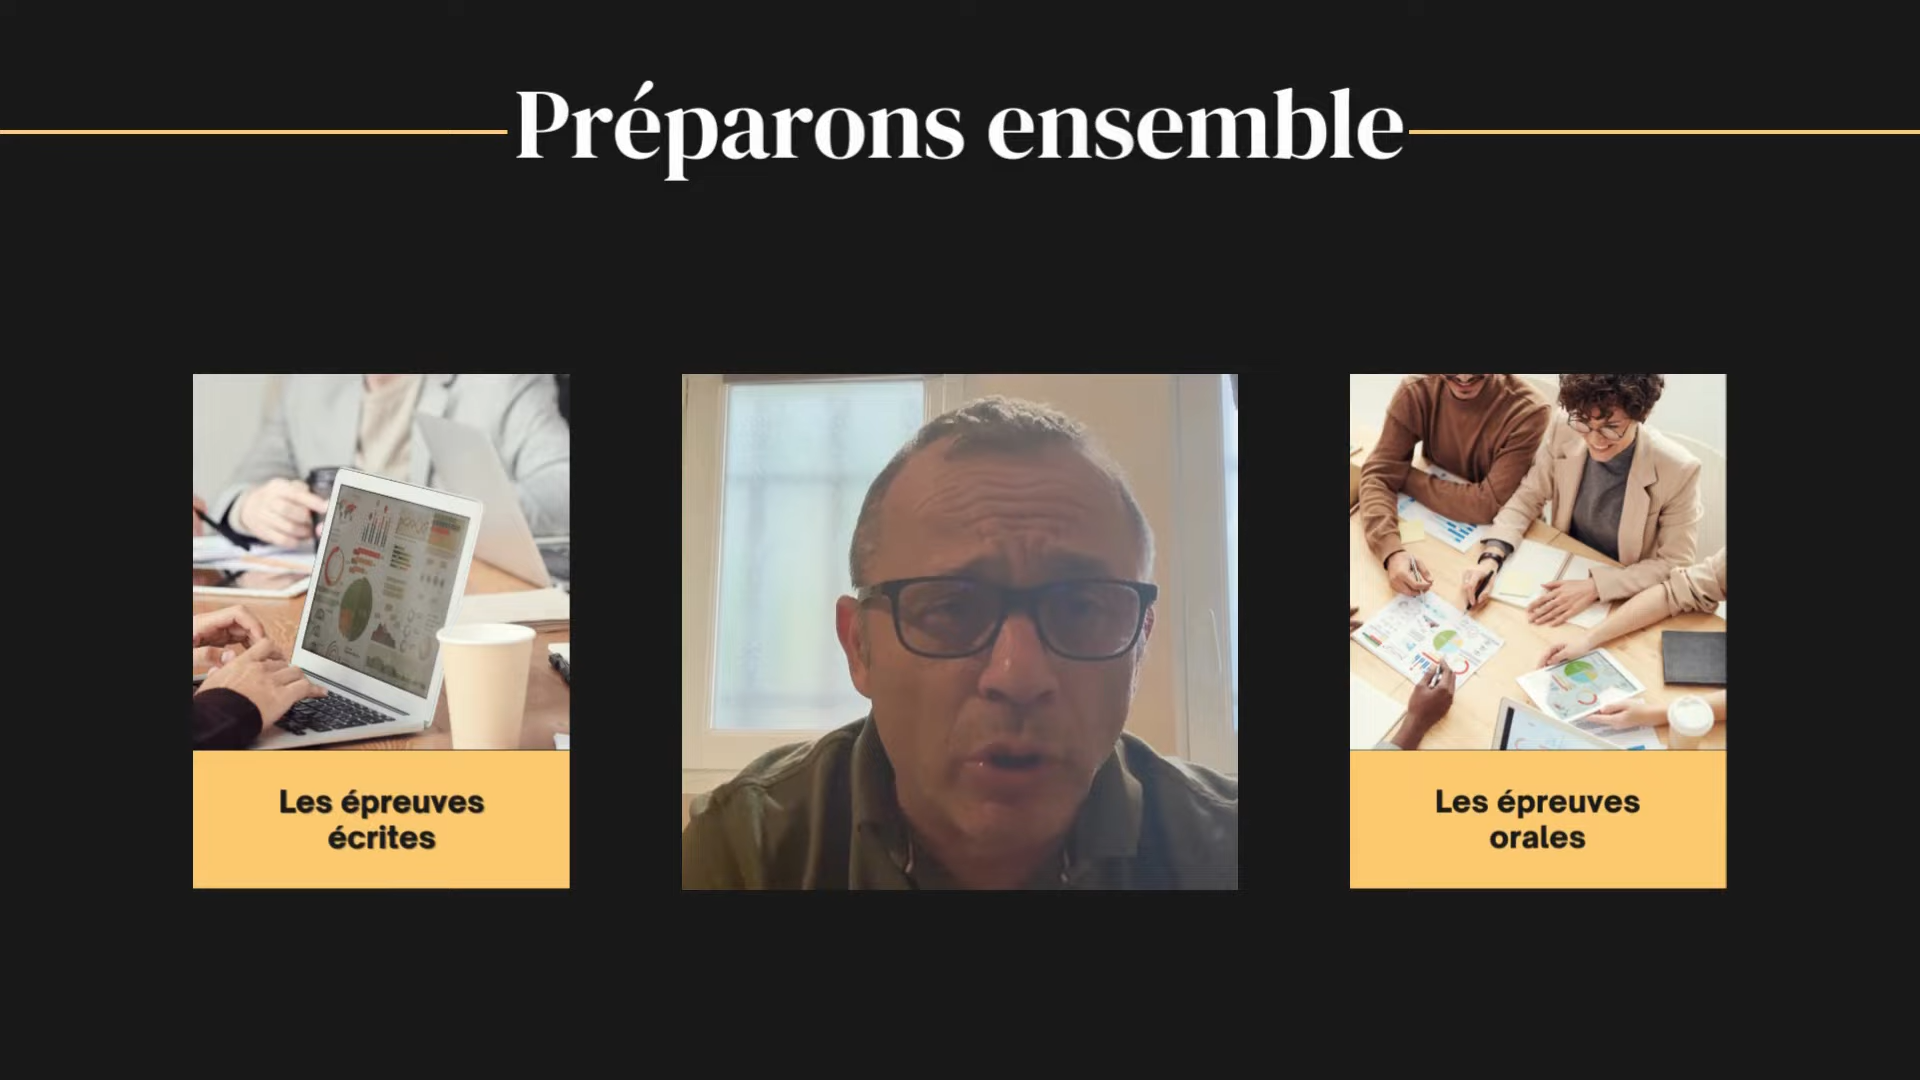 Préparons ensemble
Les épreuves
écrites
Les épreuves
orales